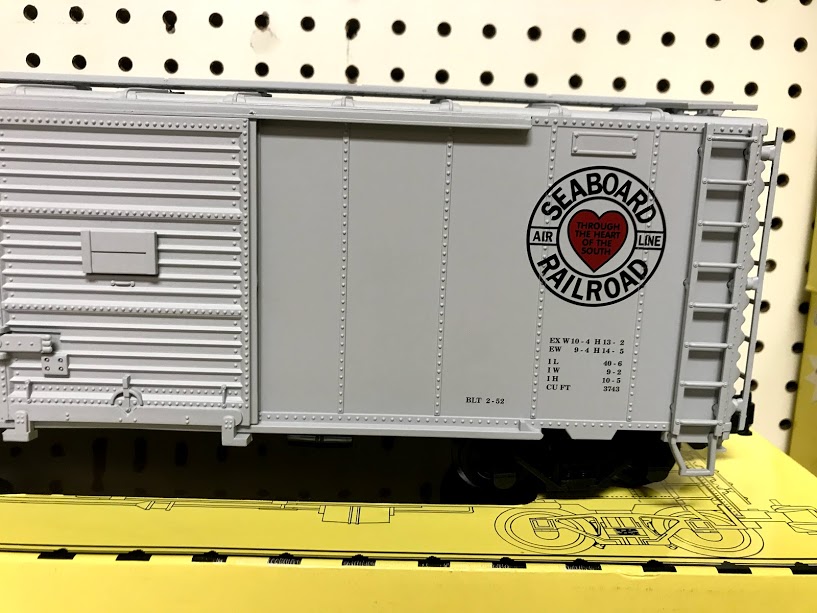 SEABOARD
AIR LINE
THROUGH
THE HEART
OF THE
SOUTH
RAILROAD
EX W 10-4 H 13-2
EW 9-4 H 14-5
I L 40-6
I W 9-2
I H 10-5
CU FT 3743
BLT 2-52